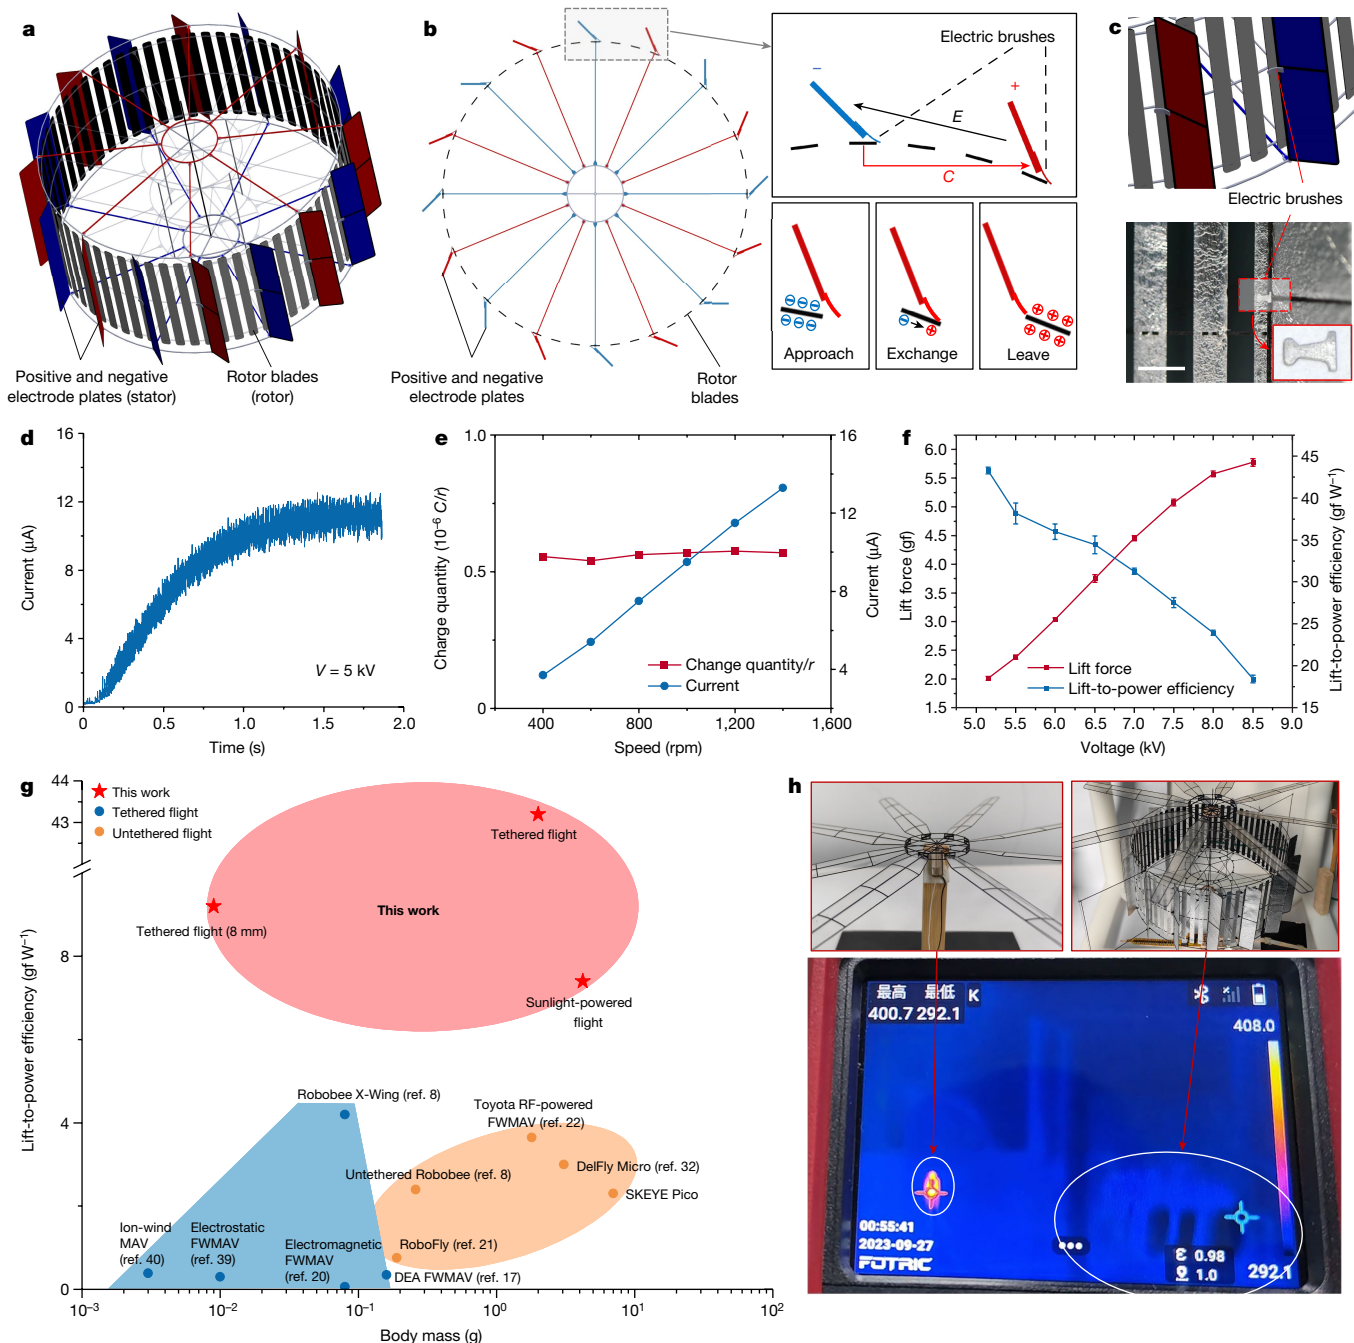 a
Positive and negative
electrode plates (stator)
Rotor blades
(rotor)
b
Positive and negative
electrode plates
Rotor
blades
Electric brushes
−
+
E
C
Approach
Exchange
Leave
c
Electric brushes
d
Current (µA)
16
12
8
4
0
0
0.5
1.0
1.5
2.0
V = 5 kV
Time (s)
e
Charge quantity (10⁻⁶ C/r)
1.0
0.5
0
400
800
1,200
1,600
Speed (rpm)
Change quantity/r
Current
16
12
8
4
Current (µA)
f
Lift force (gf)
6.0
5.5
5.0
4.5
4.0
3.5
3.0
2.5
2.0
1.5
5.0
5.5
6.0
6.5
7.0
7.5
8.0
8.5
9.0
Voltage (kV)
Lift force
Lift-to-power efficiency
45
40
35
30
25
20
15
Lift-to-power efficiency (gf W⁻¹)
g
Lift-to-power efficiency (gf W⁻¹)
44
43
8
4
0
This work
Tethered flight
Untethered flight
Tethered flight
This work
Tethered flight (8 mm)
Sunlight-powered
flight
Robobee X-Wing (ref. 8)
Toyota RF-powered
FWMAV (ref. 22)
Untethered Robobee (ref. 8)
DelFly Micro (ref. 32)
SKEYE Pico
Ion-wind
MAV
(ref. 40)
Electrostatic
FWMAV
(ref. 39)
Electromagnetic
FWMAV
(ref. 20)
RoboFly (ref. 21)
DEA FWMAV (ref. 17)
10⁻³
10⁻²
10⁻¹
10⁰
10¹
10²
Body mass (g)
h
最高 最低 K
400.7 292.1
408.0
00:55:41
2023-09-27
FOTRIC
ε 0.98
1.0
292.1